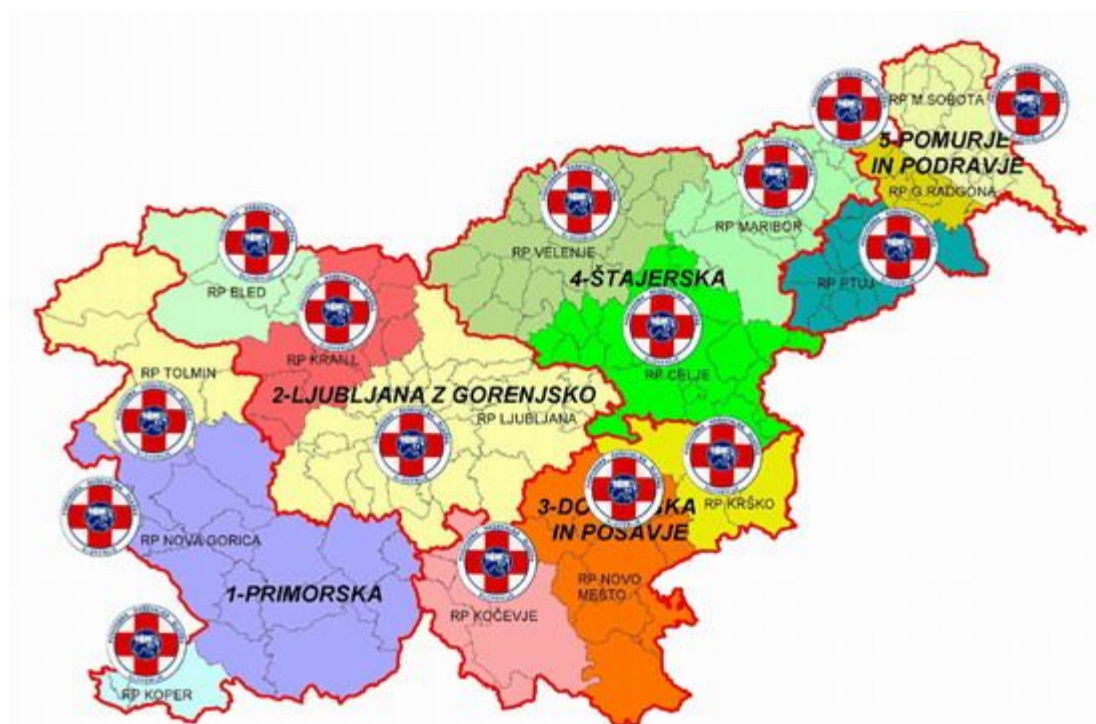 RP M.SOBOTA
5-POMURJE
IN PODRAVJE
RP G.RADGONA
RP MARIBOR
RP VELENJE
4-ŠTAJERSKA
RP PTUJ
RP BLED
RP KRANJ
RP CELJE
RP TOLMIN
2-LJUBLJANA Z GORENJSKO
RP LJUBLJANA
RP KRŠKO
IN POSAVJE
RP NOVA GORICA
RP NOVO
MESTO
1-PRIMORSKA
RP KOČEVJE
RP KOPER